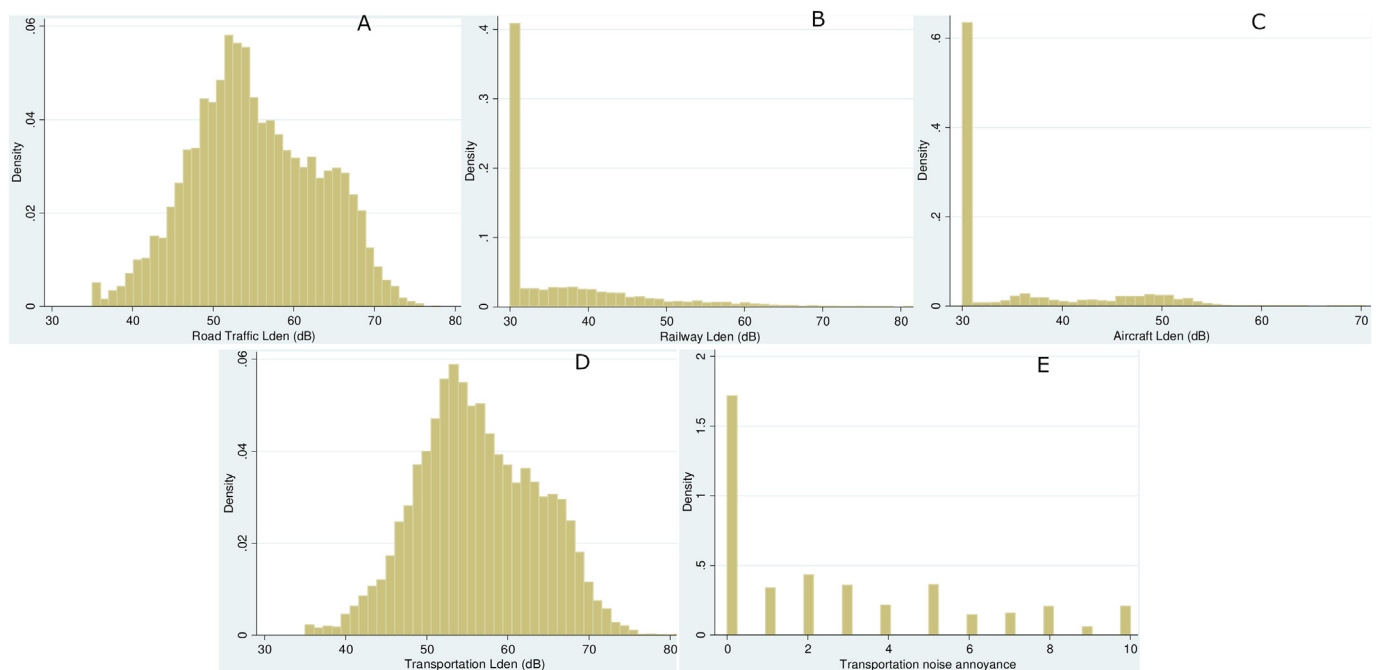 A
.06
.04
.02
0
Density
30 40 50 60 70 80
Road Traffic Lden (dB)
B
.4
.3
.2
.1
0
Density
30 40 50 60 70 80
Railway Lden (dB)
C
.6
.4
.2
0
Density
30 40 50 60 70
Aircraft Lden (dB)
D
.06
.04
.02
0
Density
30 40 50 60 70 80
Transportation Lden (dB)
E
2
1.5
1
.5
0
Density
0 2 4 6 8 10
Transportation noise annoyance